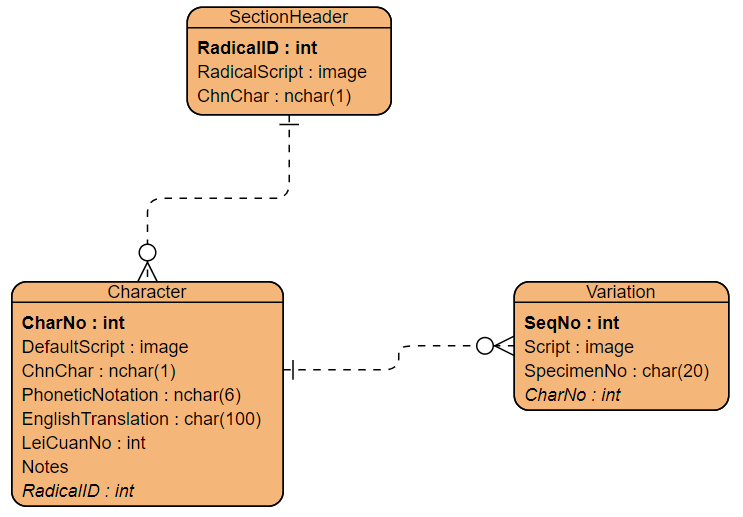 SectionHeader
RadicalID : int
RadicalScript : image
ChnChar : nchar(1)
Character
CharNo : int
DefaultScript : image
ChnChar : nchar(1)
PhoneticNotation : nchar(6)
EnglishTranslation : char(100)
LeiCuanNo : int
Notes
RadicalID : int
Variation
SeqNo : int
Script : image
SpecimenNo : char(20)
CharNo : int